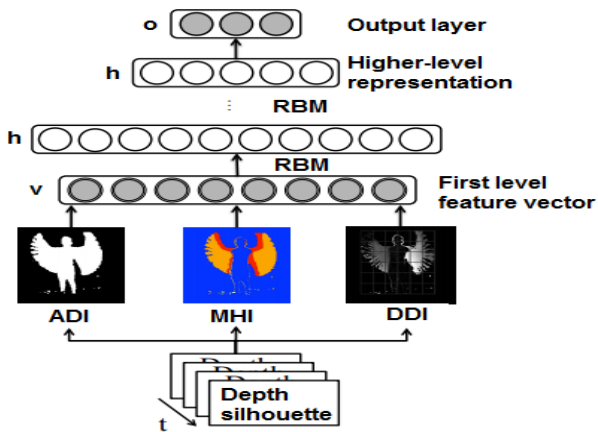 o
Output layer
h
Higher-level
representation
RBM
h
RBM
v
First level
feature vector
ADI
MHI
DDI
Depth
silhouette
t